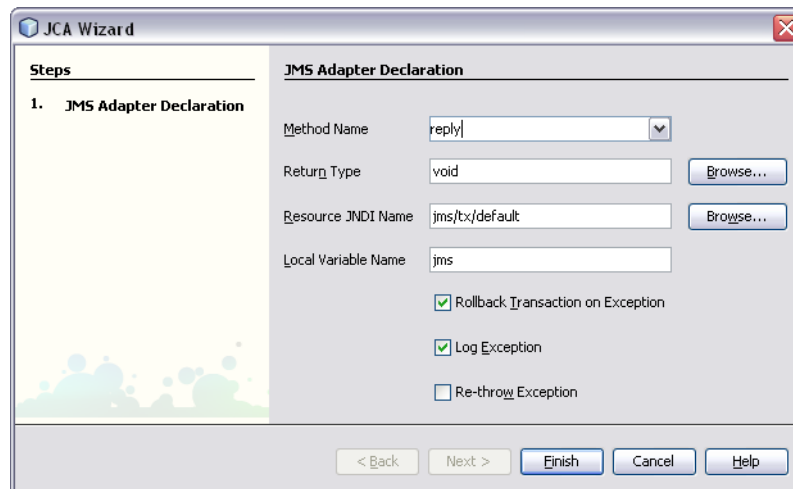 JCA Wizard
Steps
1. JMS Adapter Declaration
JMS Adapter Declaration
Method Name reply
Return Type void Browse...
Resource JNDI Name jms/tx/default Browse...
Local Variable Name jms
Rollback Transaction on Exception
Log Exception
Re-throw Exception
< Back Next > Finish Cancel Help